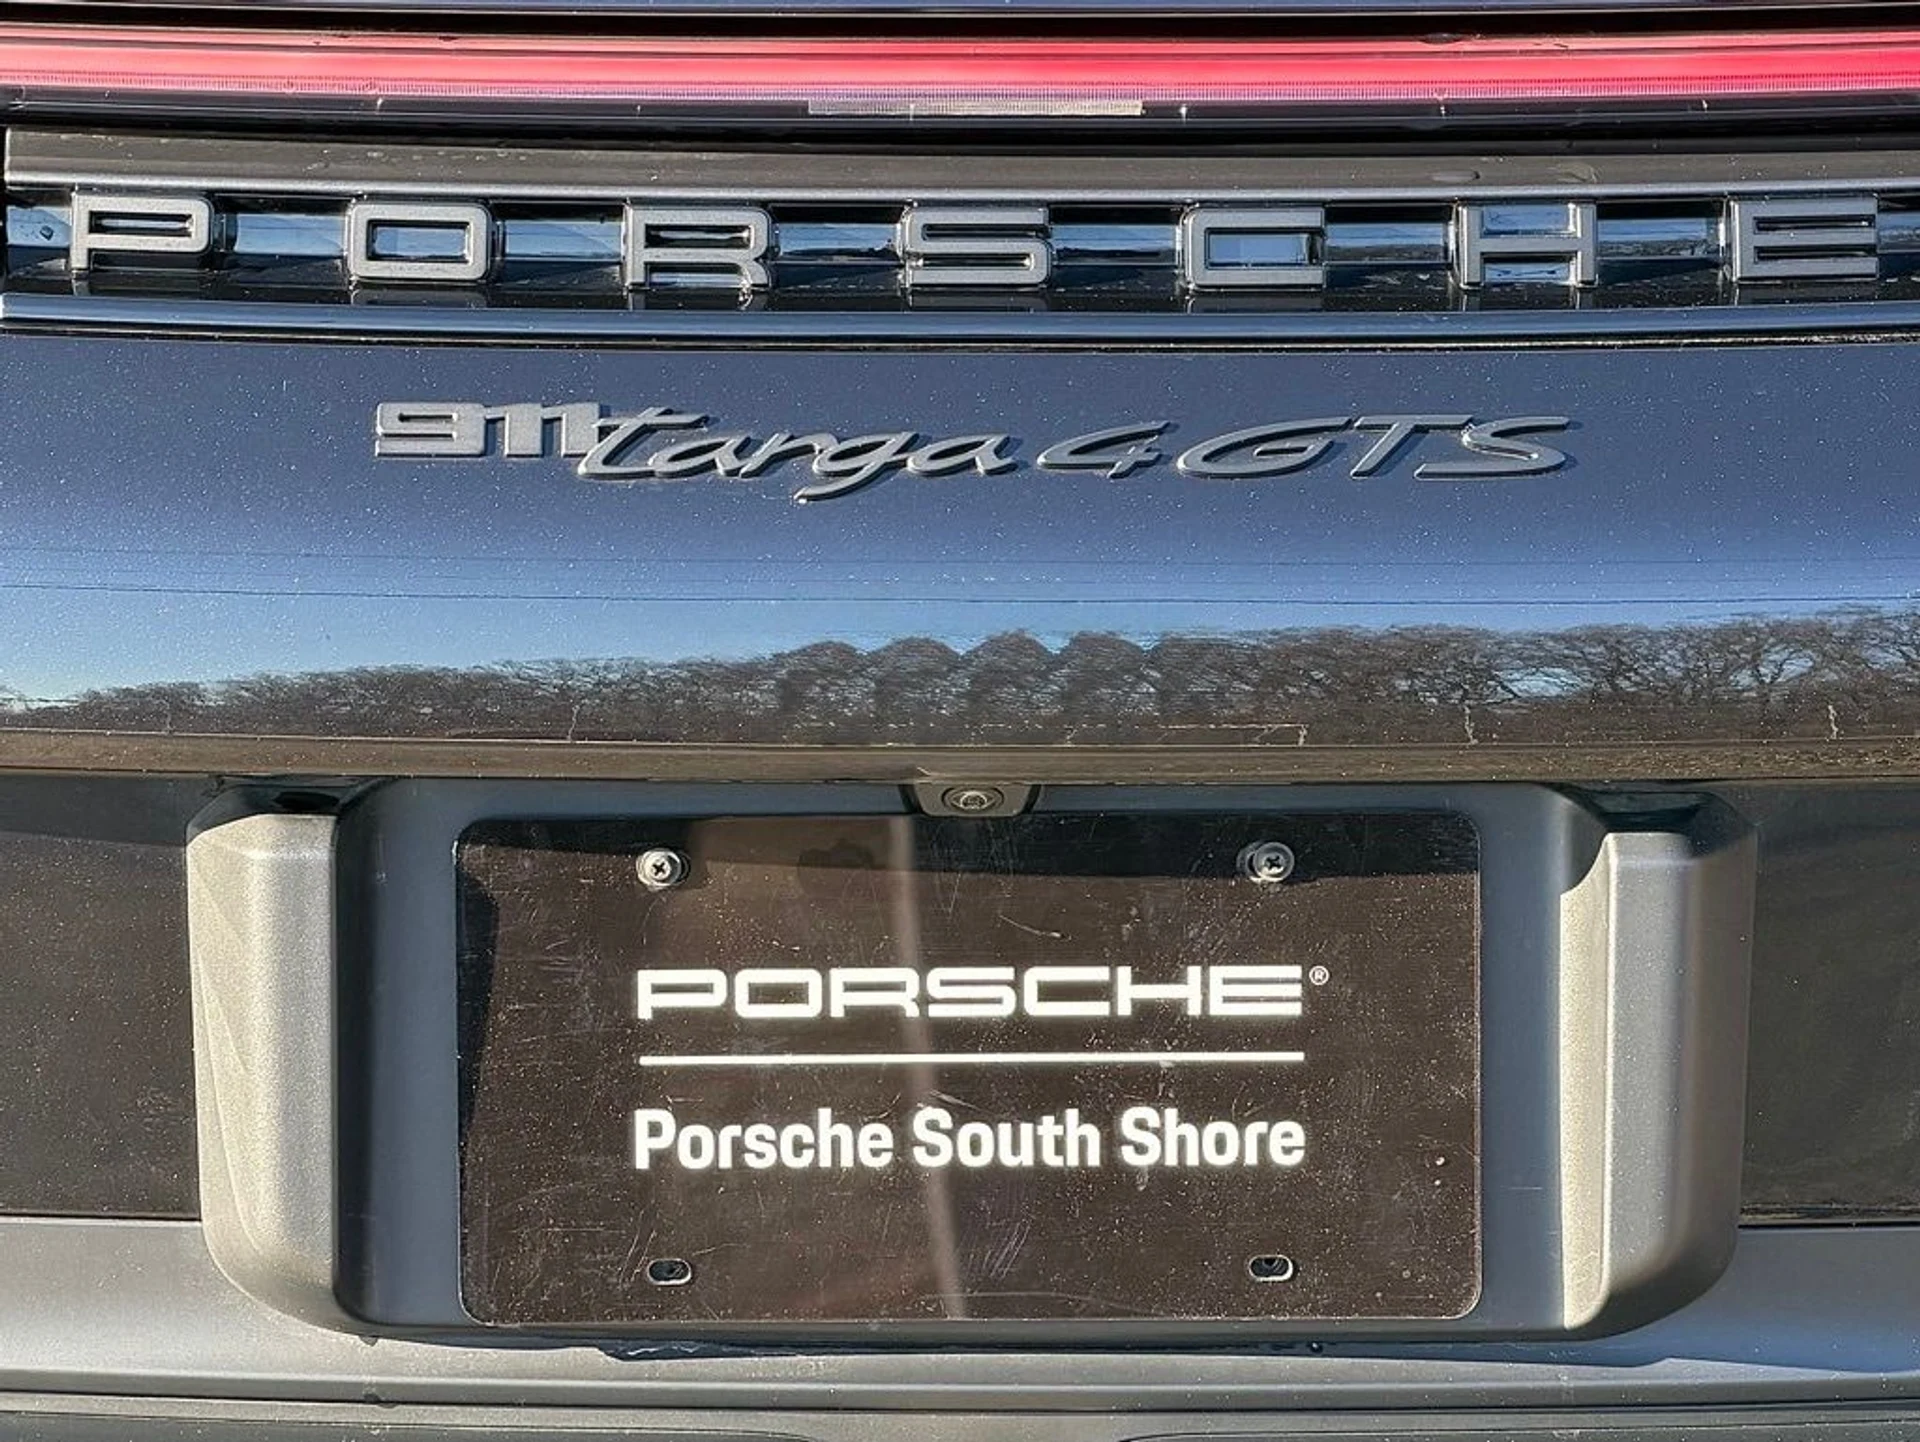 PORSCHE
911 targa 4 GTS
PORSCHE®
Porsche South Shore